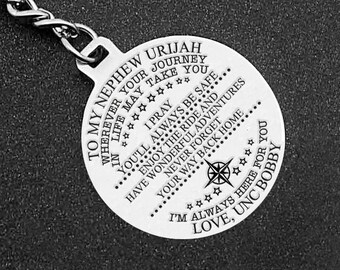 TO MY NEPHEW URIJAH
WHEREVER YOUR JOURNEY
IN LIFE MAY TAKE YOU
I PRAY
YOU'LL ALWAYS BE SAFE
ENJOY THE RIDE AND
HAVE WONDERFUL ADVENTURES
NEVER FORGET
YOUR WAY BACK HOME
I'M ALWAYS HERE FOR YOU
LOVE, UNC BOBBY